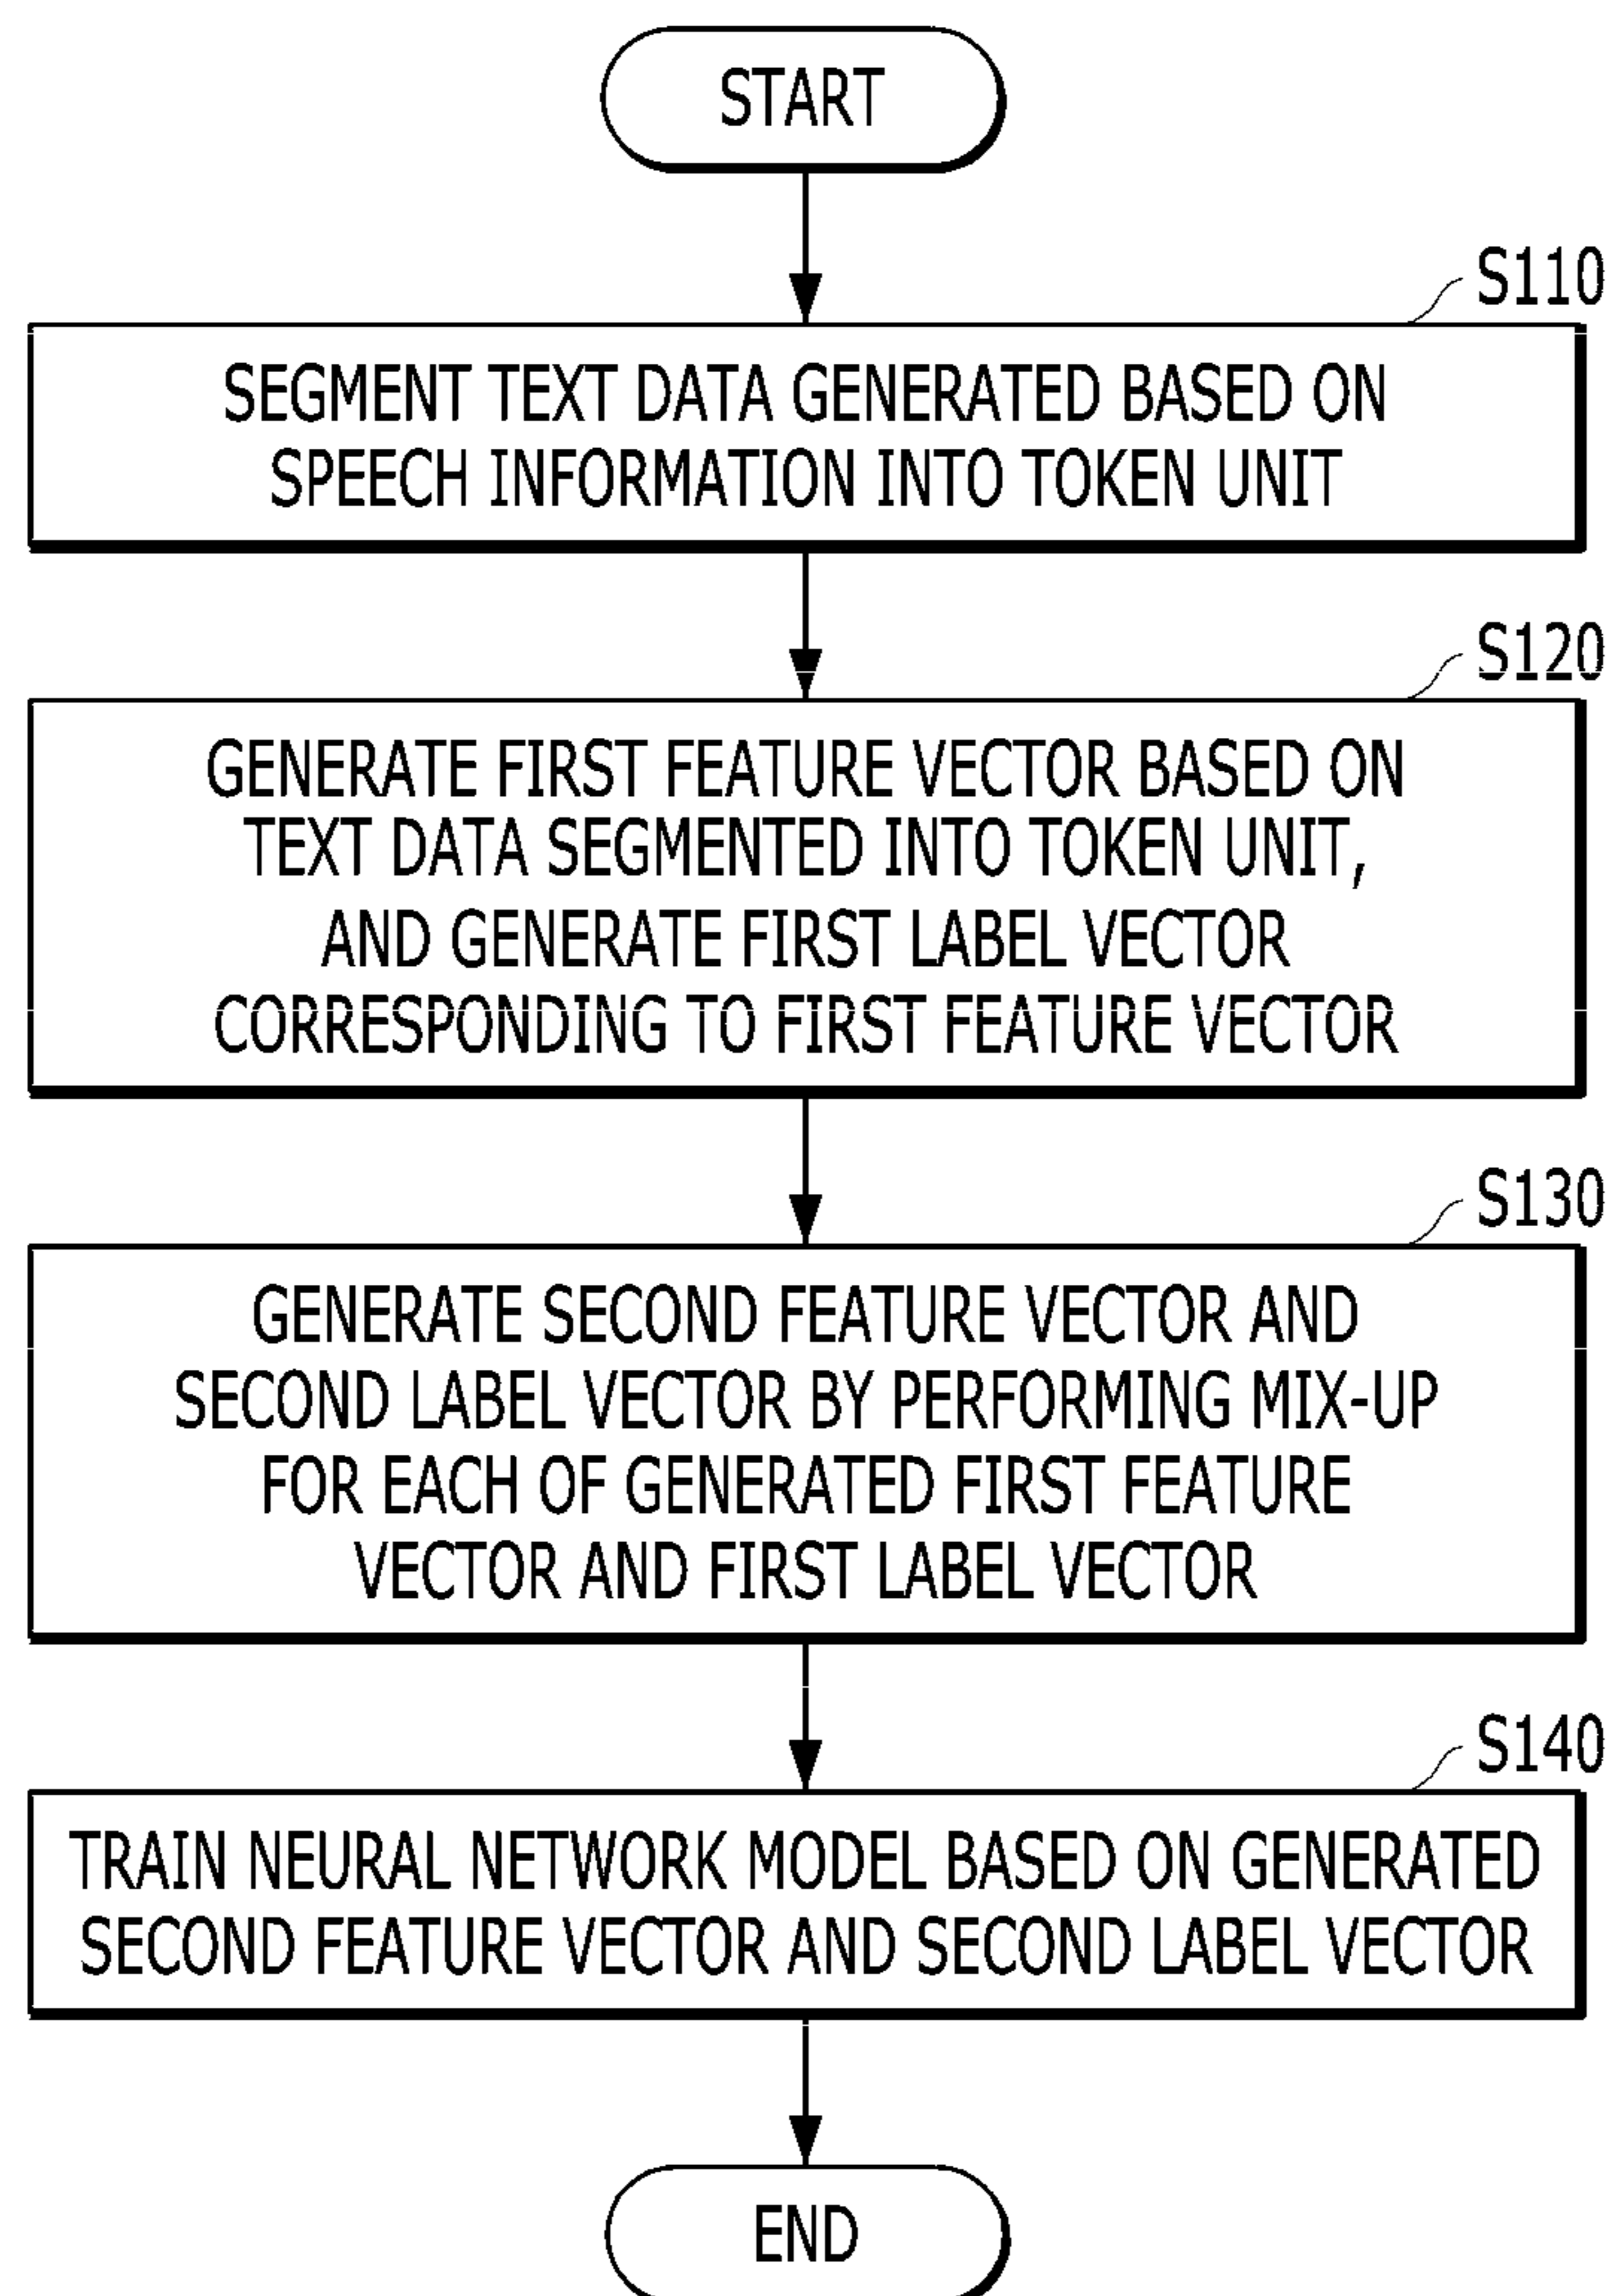 START
S110
SEGMENT TEXT DATA GENERATED BASED ON
SPEECH INFORMATION INTO TOKEN UNIT
S120
GENERATE FIRST FEATURE VECTOR BASED ON
TEXT DATA SEGMENTED INTO TOKEN UNIT,
AND GENERATE FIRST LABEL VECTOR
CORRESPONDING TO FIRST FEATURE VECTOR
S130
GENERATE SECOND FEATURE VECTOR AND
SECOND LABEL VECTOR BY PERFORMING MIX-UP
FOR EACH OF GENERATED FIRST FEATURE
VECTOR AND FIRST LABEL VECTOR
S140
TRAIN NEURAL NETWORK MODEL BASED ON GENERATED
SECOND FEATURE VECTOR AND SECOND LABEL VECTOR
END